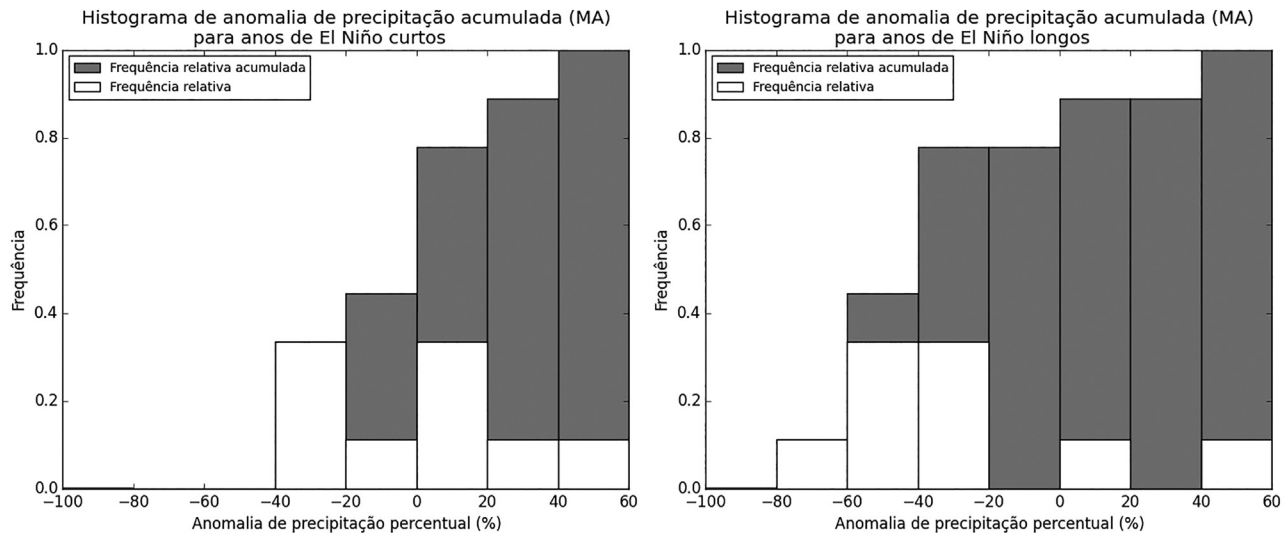 Histograma de anomalia de precipitação acumulada (MA)
para anos de El Niño curtos
1.0
Frequência relativa acumulada
Frequência relativa
0.8
0.6
0.4
0.2
0.0
Frequência
−100 −80 −60 −40 −20 0 20 40 60
Anomalia de precipitação percentual (%)
Histograma de anomalia de precipitação acumulada (MA)
para anos de El Niño longos
1.0
Frequência relativa acumulada
Frequência relativa
0.8
0.6
0.4
0.2
0.0
Frequência
−100 −80 −60 −40 −20 0 20 40 60
Anomalia de precipitação percentual (%)